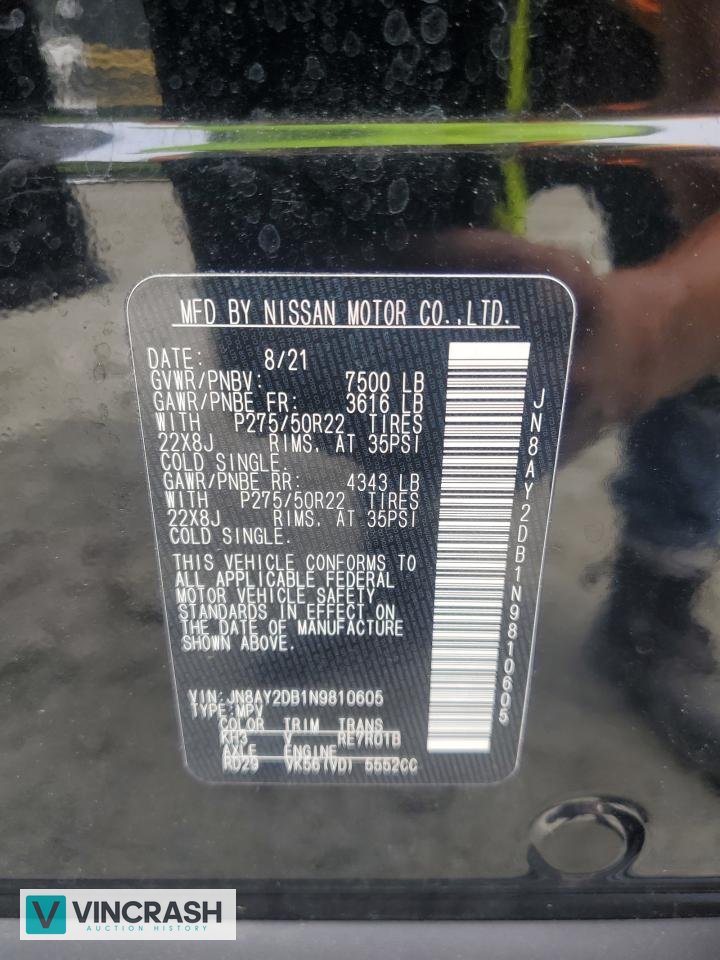 MFD BY NISSAN MOTOR CO.,LTD.
DATE: 8/21
GVWR/PNBV: 7500 LB
GAWR/PNBE FR: 3616 LB
WITH P275/50R22 TIRES
22X8J RIMS. AT 35PSI
COLD SINGLE.
GAWR/PNBE RR: 4343 LB
WITH P275/50R22 TIRES
22X8J RIMS. AT 35PSI
COLD SINGLE.
THIS VEHICLE CONFORMS TO
ALL APPLICABLE FEDERAL
MOTOR VEHICLE SAFETY
STANDARDS IN EFFECT ON
THE DATE OF MANUFACTURE
SHOWN ABOVE.
VIN:JN8AY2DB1N9810605
TYPE:MPV
COLOR TRIM TRANS
KH3 V RE7R01B
AXLE ENGINE
RD29 VK56(VD) 5552CC
JN8AY2DB1N9810605
V VINCRASH
AUCTION HISTORY